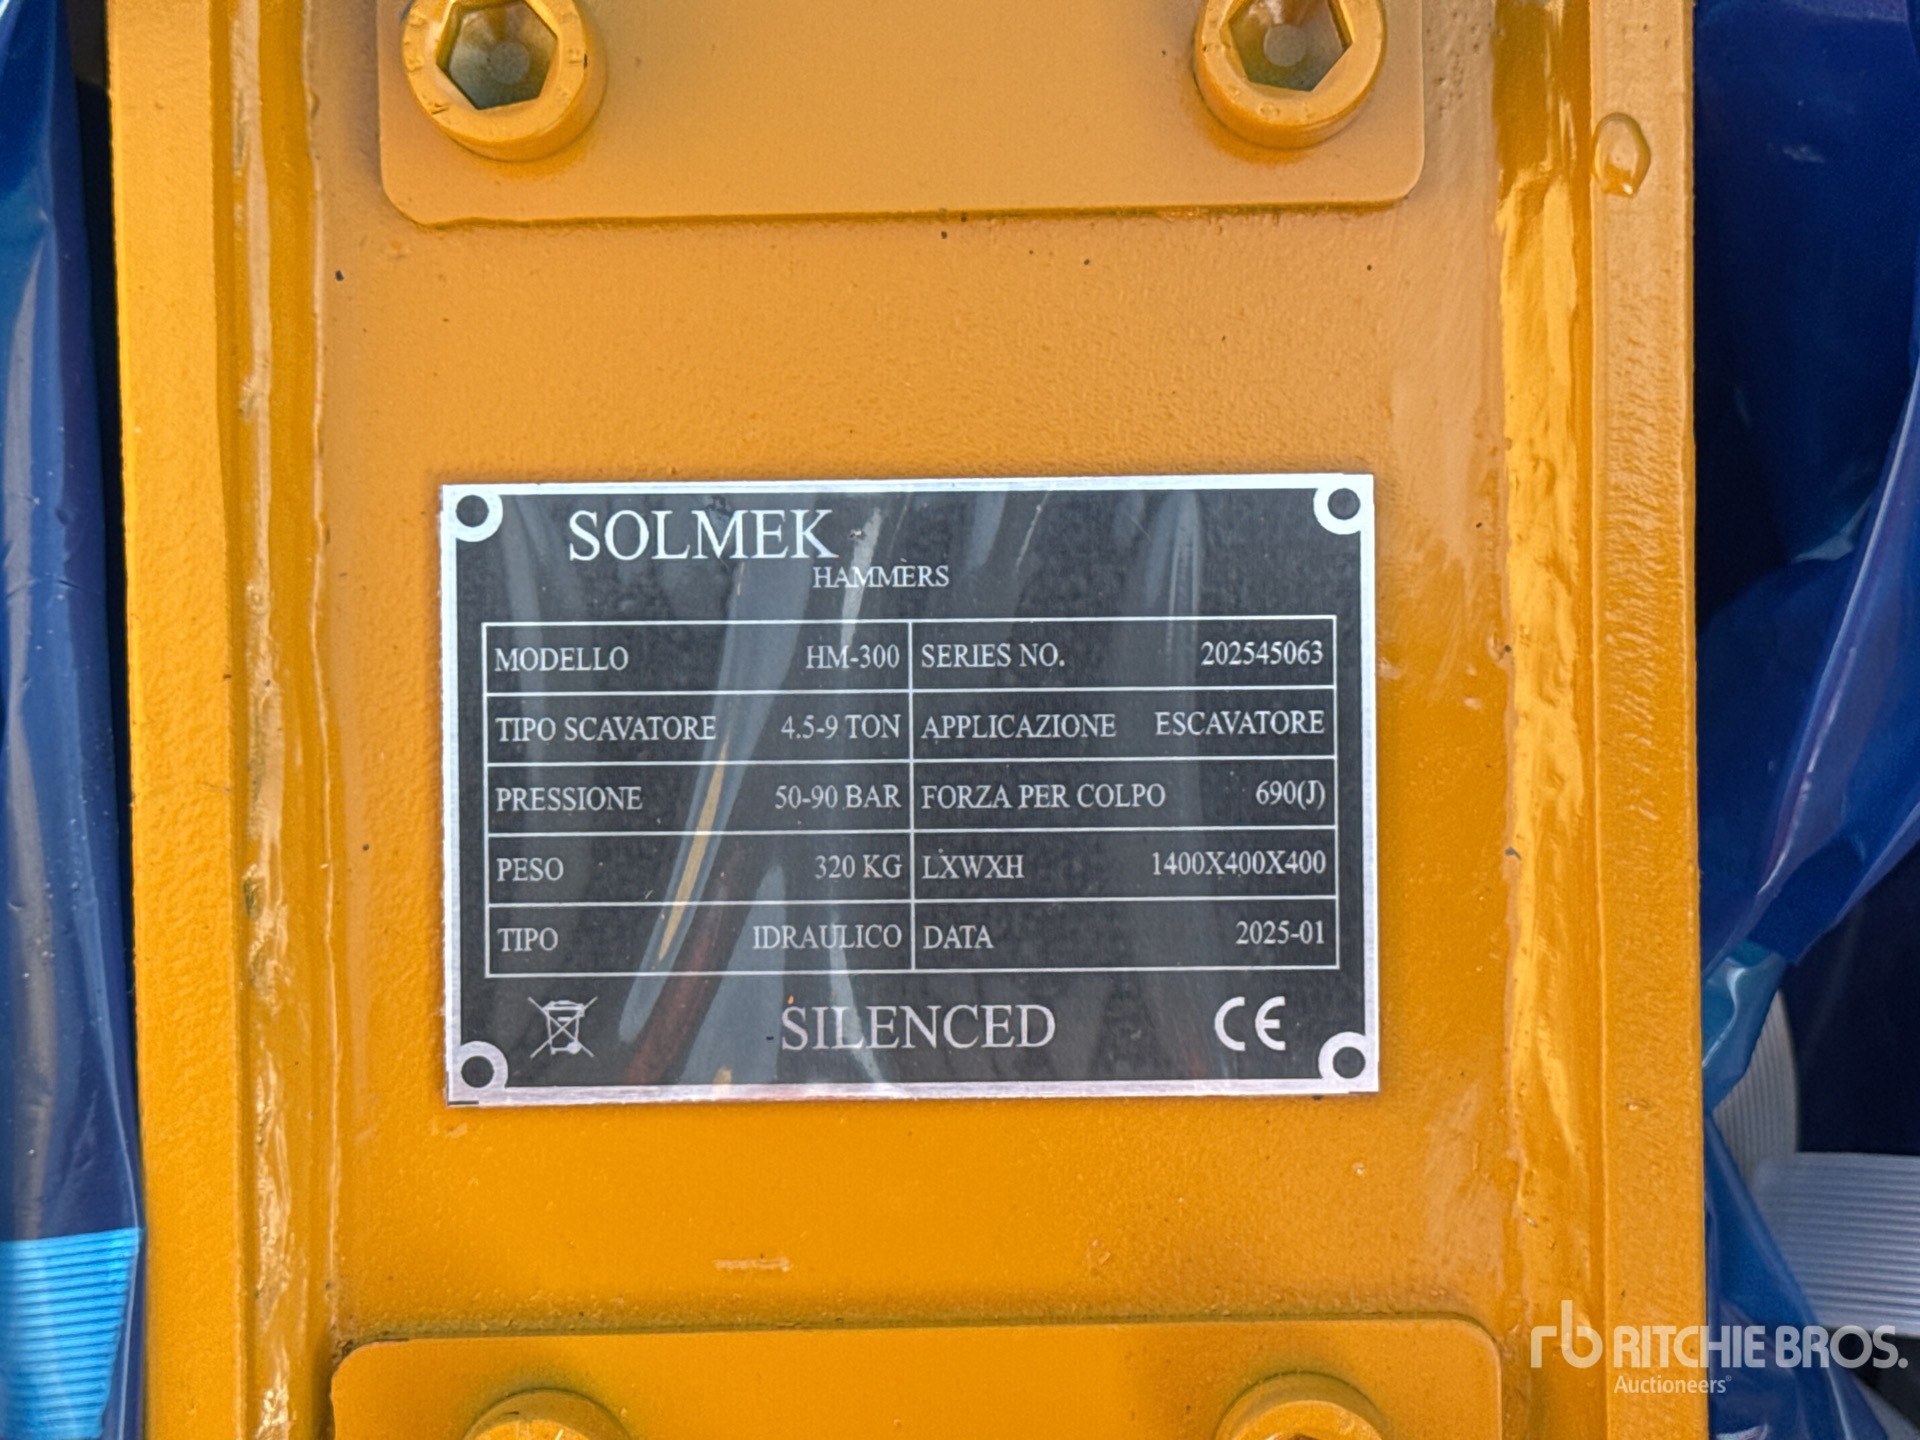 SOLMEK
HAMMERS
MODELLO HM-300 SERIES NO. 202545063
TIPO SCAVATORE 4.5-9 TON APPLICAZIONE ESCAVATORE
PRESSIONE 50-90 BAR FORZA PER COLPO 690(J)
PESO 320 KG LXWXH 1400X400X400
TIPO IDRAULICO DATA 2025-01
SILENCED CE
rb RITCHIE BROS.
Auctioneers